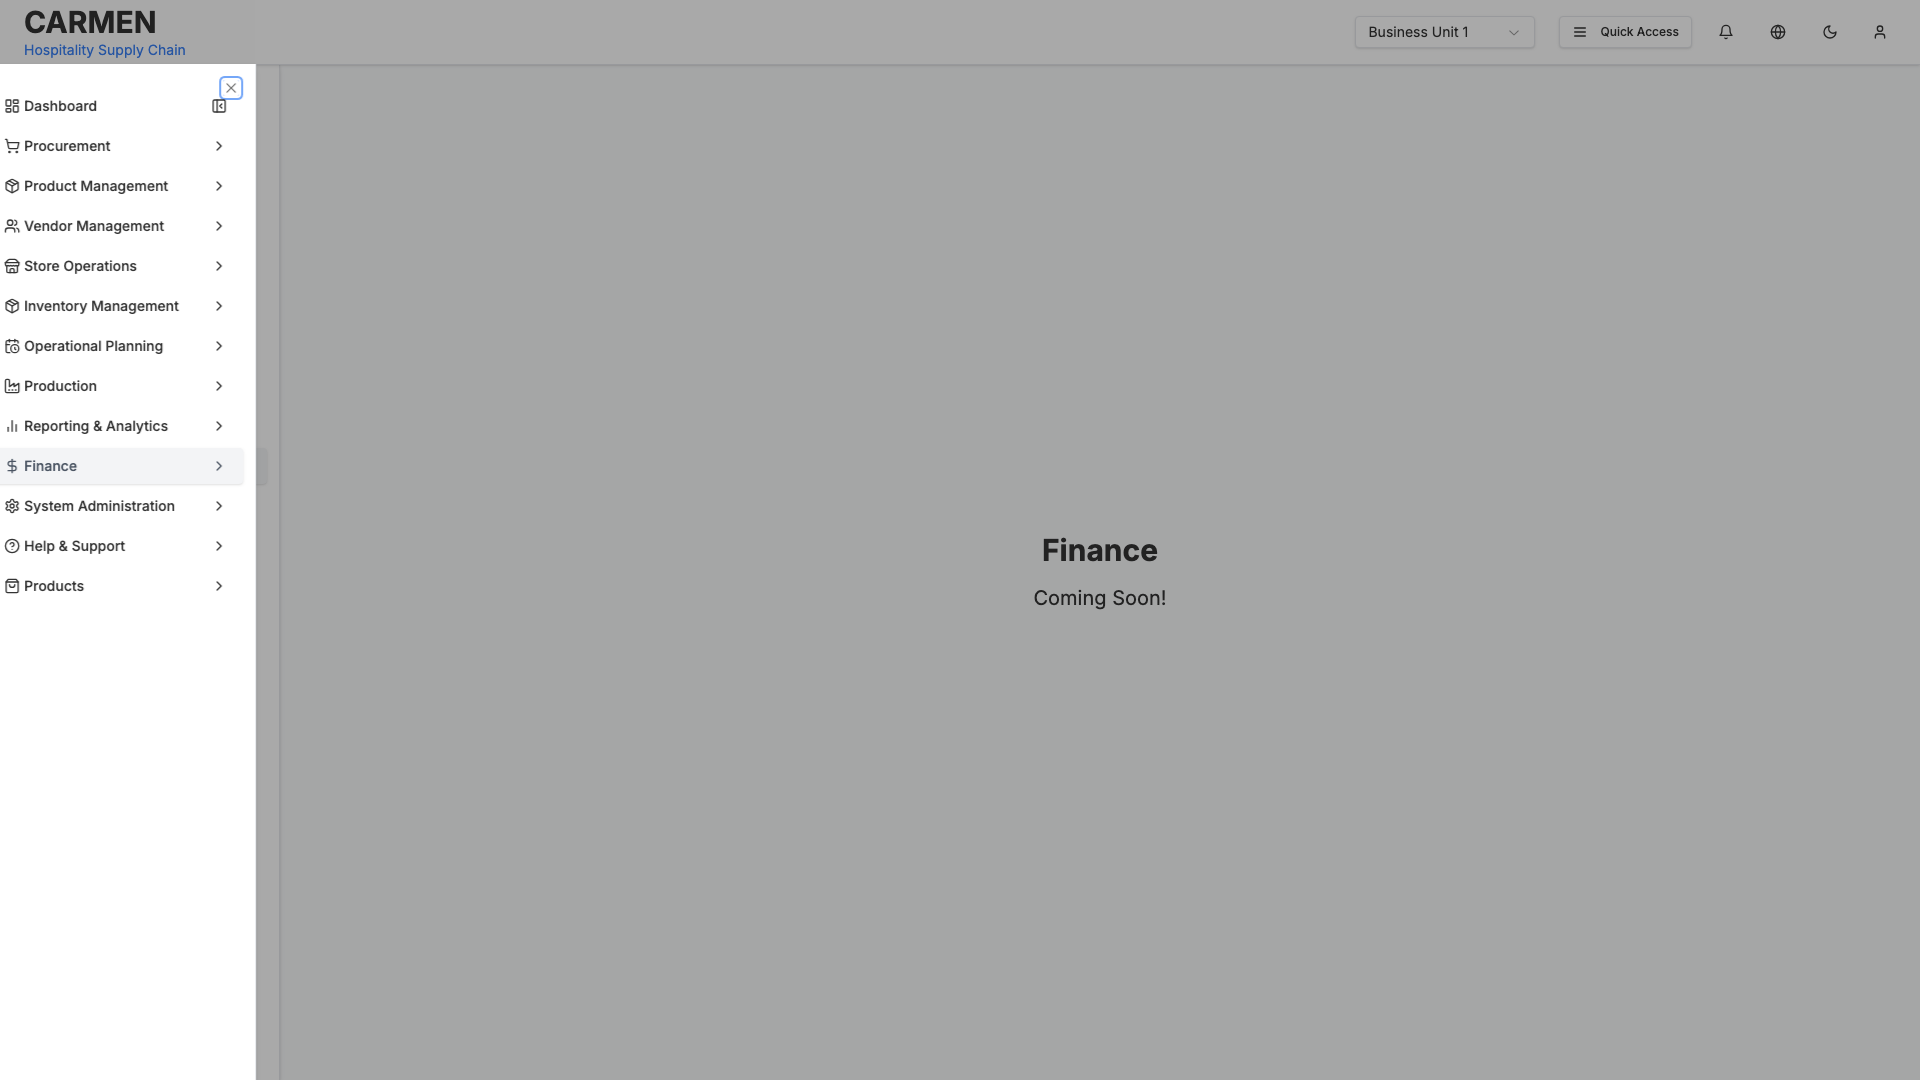 CARMEN
Hospitality Supply Chain
Business Unit 1
Quick Access
Dashboard
Procurement
Product Management
Vendor Management
Store Operations
Inventory Management
Operational Planning
Production
Reporting & Analytics
Finance
System Administration
Help & Support
Products
Finance
Coming Soon!